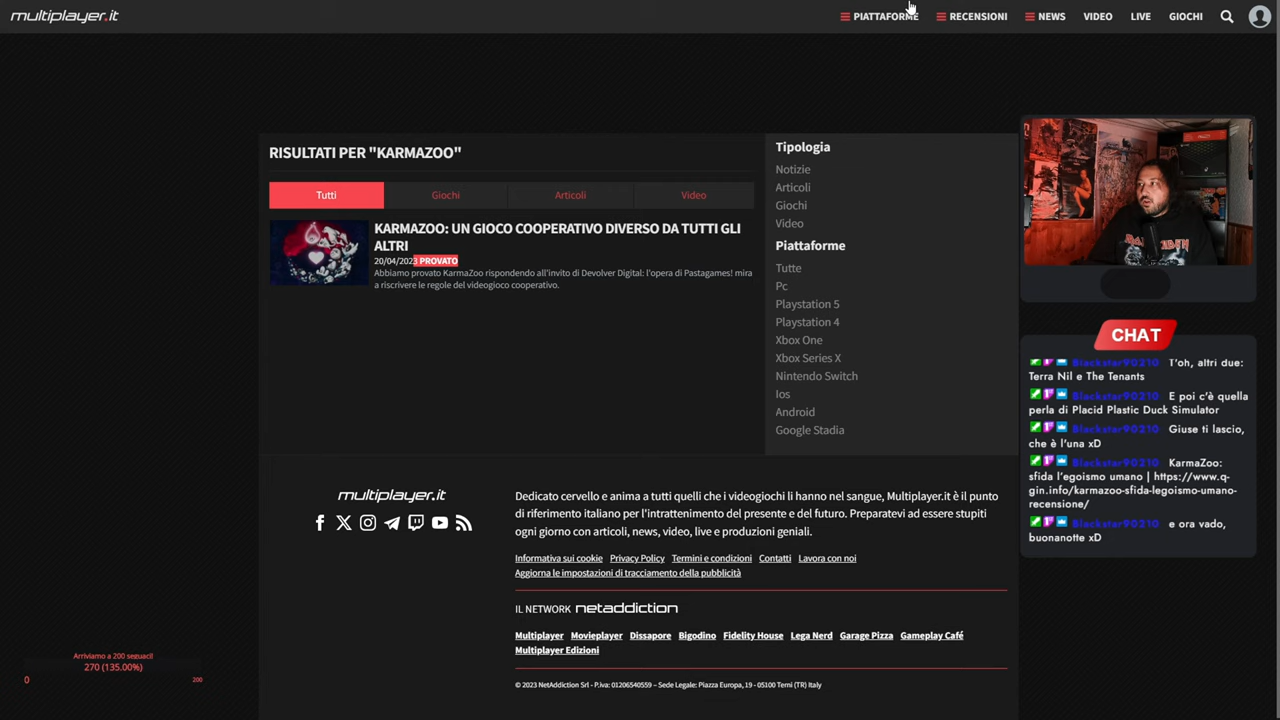 multiplayer.it
PIATTAFORME
RECENSIONI
NEWS
VIDEO
LIVE
GIOCHI
RISULTATI PER "KARMAZOO"
Tutti
Giochi
Articoli
Video
KARMAZOO: UN GIOCO COOPERATIVO DIVERSO DA TUTTI GLI
ALTRI
20/04/2023 PROVATO
Abbiamo provato KarmaZoo rispondendo all'invito di Devolver Digital: l'opera di Pastagames! mira
a riscrivere le regole del videogioco cooperativo.
Tipologia
Notizie
Articoli
Giochi
Video
Piattaforme
Tutte
Pc
Playstation 5
Playstation 4
Xbox One
Xbox Series X
Nintendo Switch
Ios
Android
Google Stadia
CHAT
Blackstar90210 T'oh, altri due:
Terra Nil e The Tenants
Blackstar90210 E poi c'è quella
perla di Placid Plastic Duck Simulator
Blackstar90210 Giuse ti lascio,
che è l'una xD
Blackstar90210 KarmaZoo:
sfida l'egoismo umano | https://www.q-
gin.info/karmazoo-sfida-legoismo-umano-
recensione/
Blackstar90210 e ora vado,
buonanotte xD
multiplayer.it
Dedicato cervello e anima a tutti quelli che i videogiochi li hanno nel sangue, Multiplayer.it è il punto
di riferimento italiano per l'intrattenimento del presente e del futuro. Preparatevi ad essere stupiti
ogni giorno con articoli, news, video, live e produzioni geniali.
Informativa sui cookie Privacy Policy Termini e condizioni Contatti Lavora con noi
Aggiorna le impostazioni di tracciamento della pubblicità
IL NETWORK netaddiction
Multiplayer Movieplayer Dissapore Bigodino Fidelity House Lega Nerd Garage Pizza Gameplay Café
Multiplayer Edizioni
© 2023 NetAddiction Srl - P.iva: 01206540559 – Sede Legale: Piazza Europa, 19 - 05100 Terni (TR) Italy
Arriviamo a 200 seguaci!
270 (135.00%)
0
200